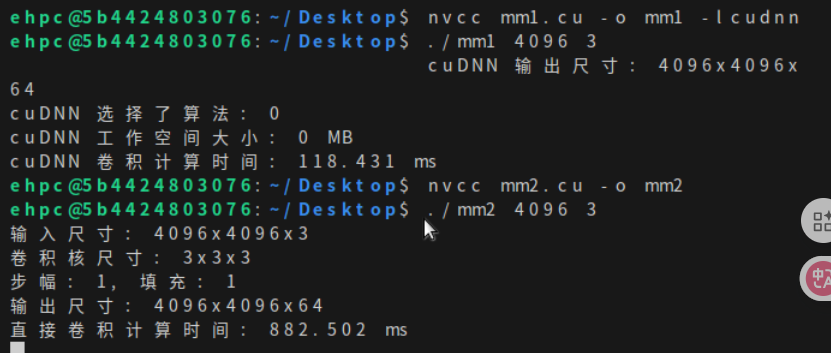 ehpc@5b4424803076:~/Desktop$ nvcc mm1.cu -o mm1 -lcudnn
ehpc@5b4424803076:~/Desktop$ ./mm1 4096 3
cuDNN 输出尺寸: 4096x4096x
64
cuDNN 选择了算法: 0
cuDNN 工作空间大小: 0 MB
cuDNN 卷积计算时间: 118.431 ms
ehpc@5b4424803076:~/Desktop$ nvcc mm2.cu -o mm2
ehpc@5b4424803076:~/Desktop$ ./mm2 4096 3
输入尺寸: 4096x4096x3
卷积核尺寸: 3x3x3
步幅: 1, 填充: 1
输出尺寸: 4096x4096x64
直接卷积计算时间: 882.502 ms